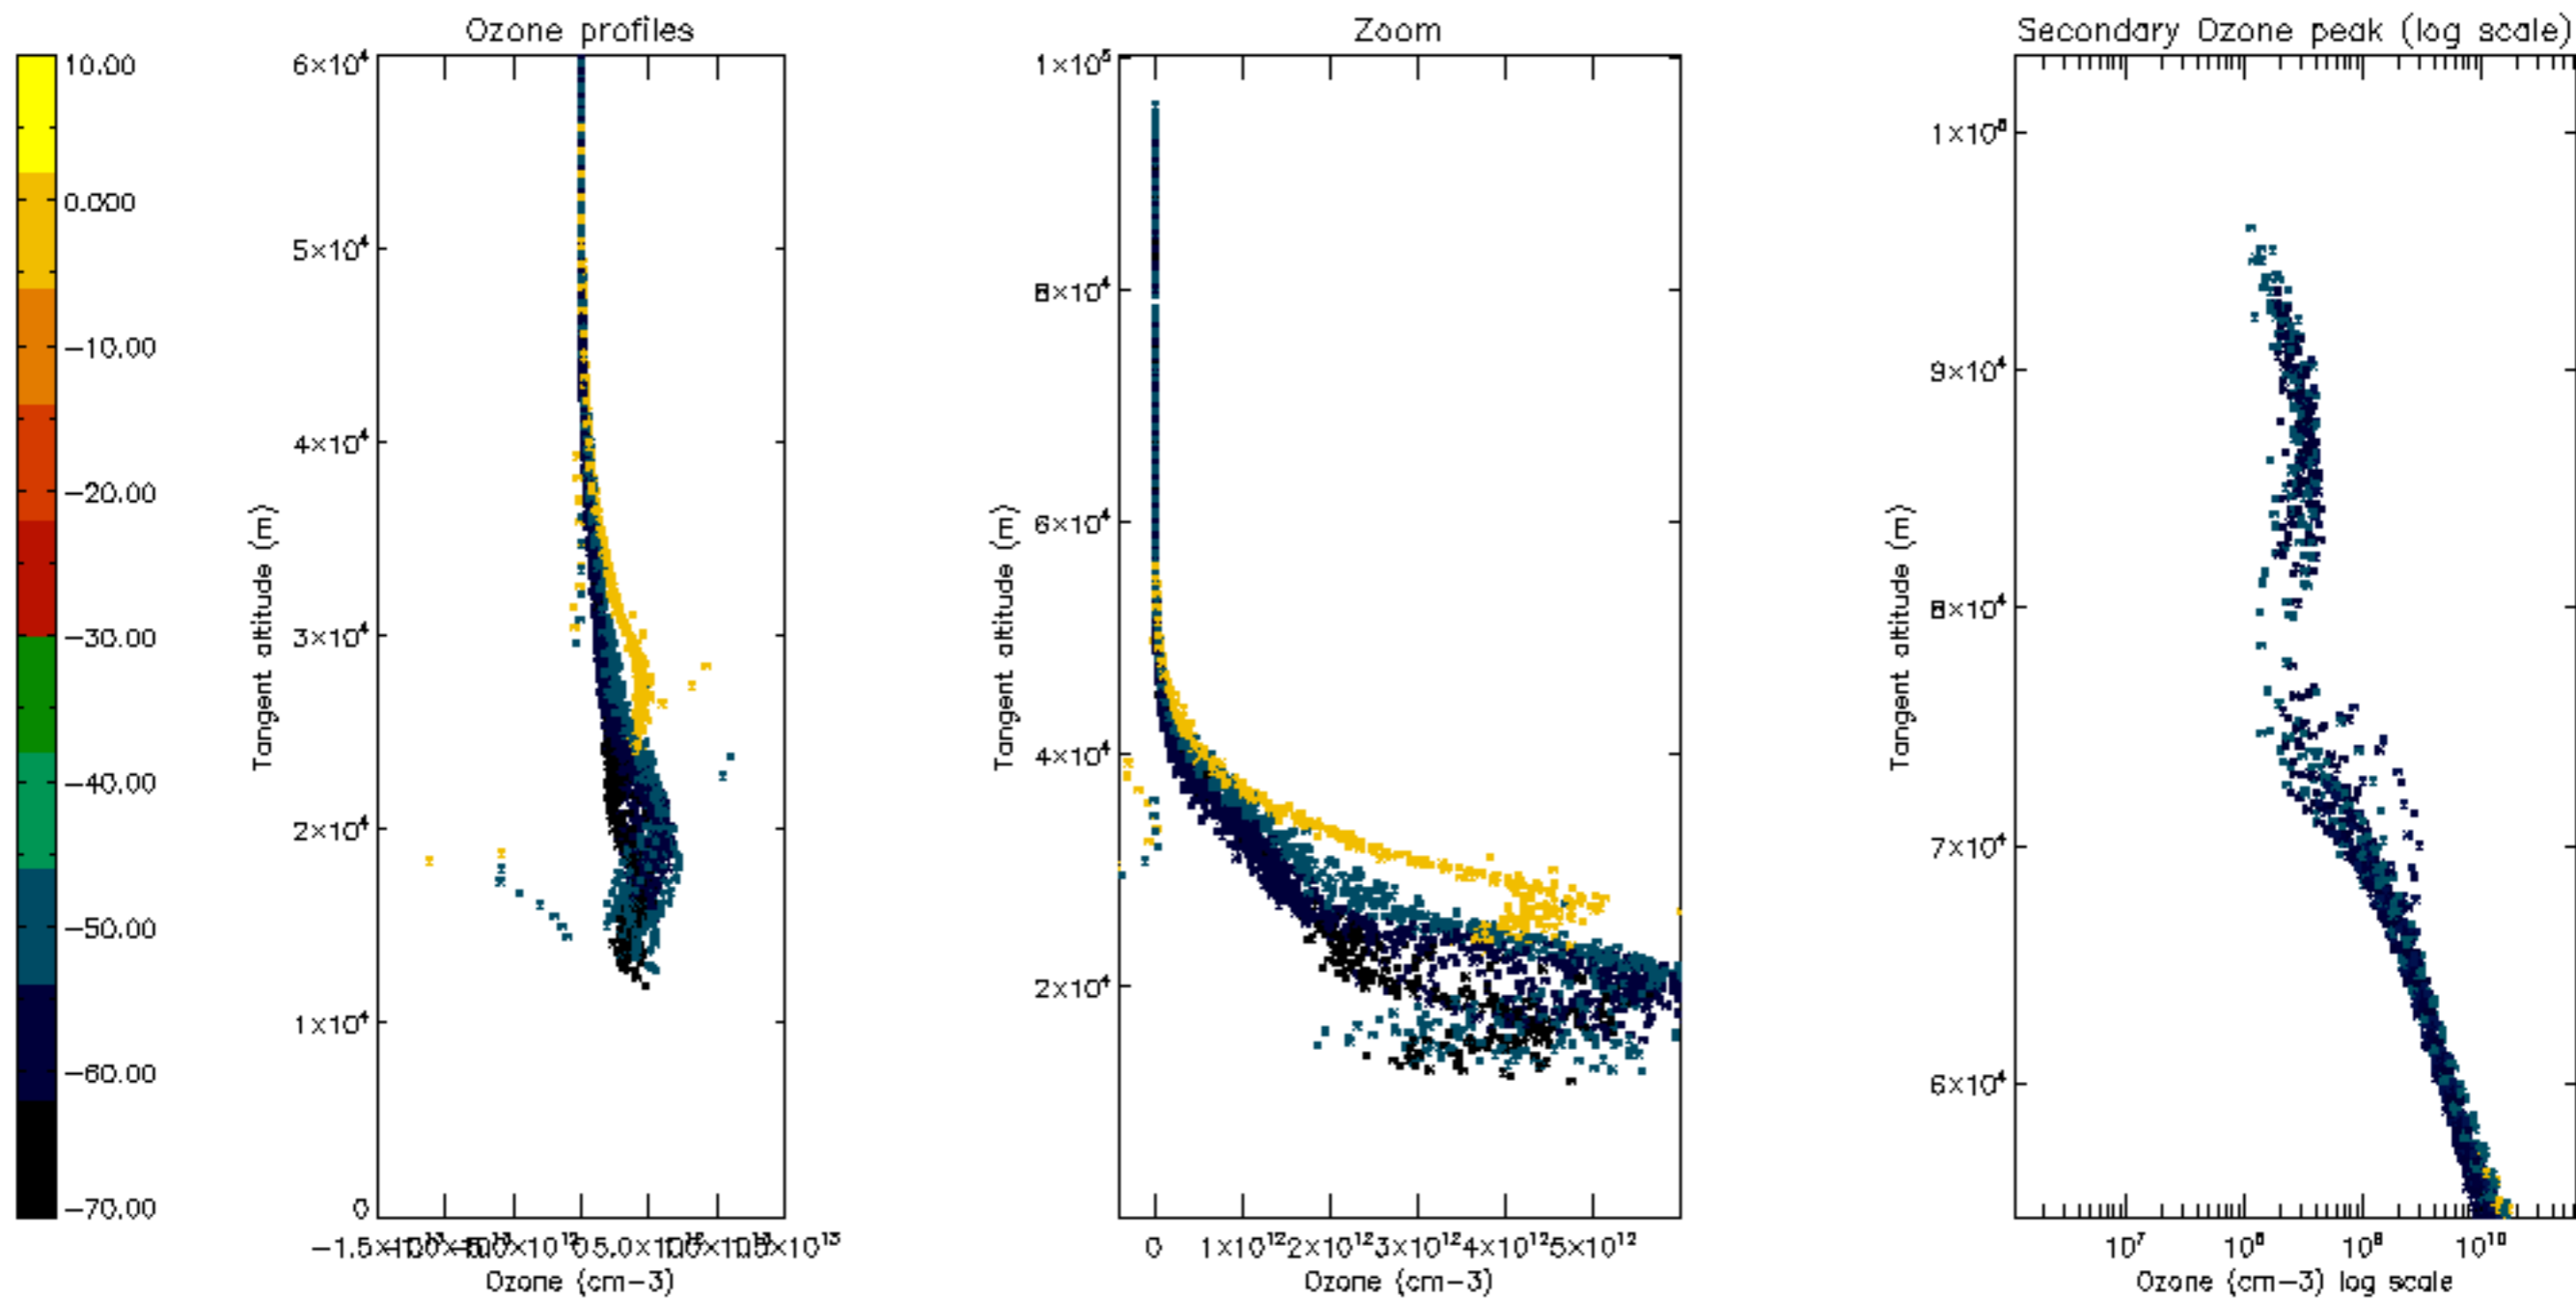 Ozone profiles
Zoom
Secondary Ozone peak (log scale)
10.00
0.000
−10.00
−20.00
−30.00
−40.00
−50.00
−60.00
−70.00
6×10⁴
5×10⁴
4×10⁴
3×10⁴
2×10⁴
1×10⁴
0
Tangent altitude (m)
5.0×10¹²
Ozone (cm−3)
1×10⁵
8×10⁴
6×10⁴
4×10⁴
2×10⁴
Tangent altitude (m)
0 1×10¹² 2×10¹² 3×10¹² 4×10¹² 5×10¹²
Ozone (cm−3)
1×10⁵
9×10⁴
8×10⁴
7×10⁴
6×10⁴
Tangent altitude (m)
10⁷ 10⁸ 10⁹ 10¹⁰
Ozone (cm−3) log scale